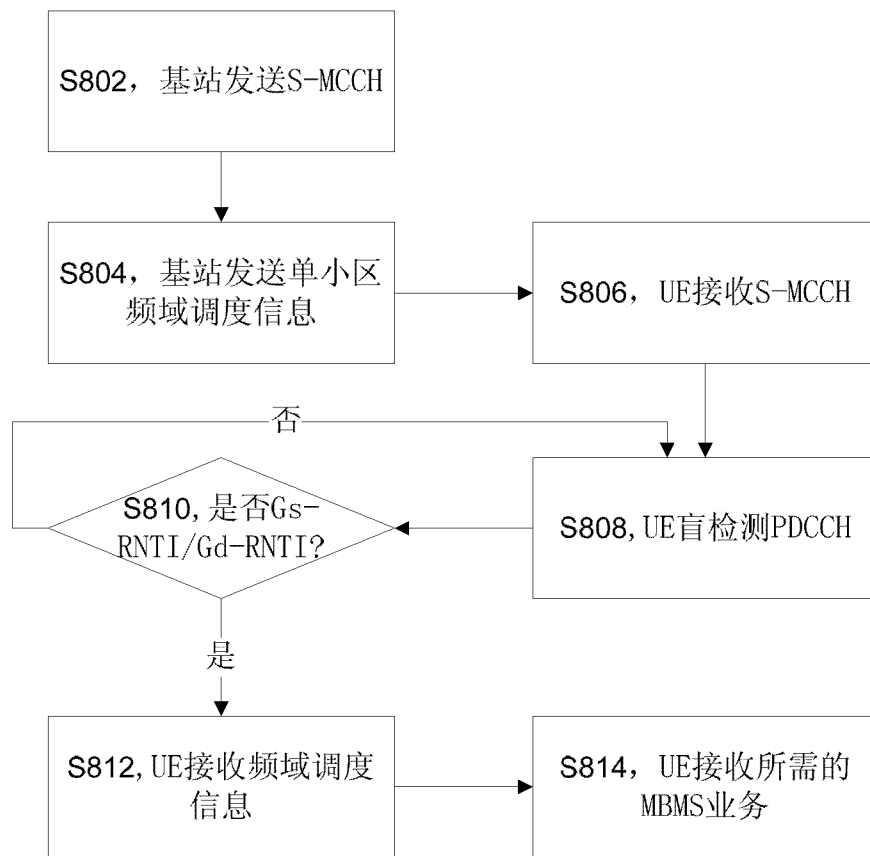 S802，基站发送S-MCCH
S804，基站发送单小区
频域调度信息
S806，UE接收S-MCCH
否
S810,是否Gs-
RNTI/Gd-RNTI?
S808,UE盲检测PDCCH
是
S812,UE接收频域调度
信息
S814，UE接收所需的
MBMS业务